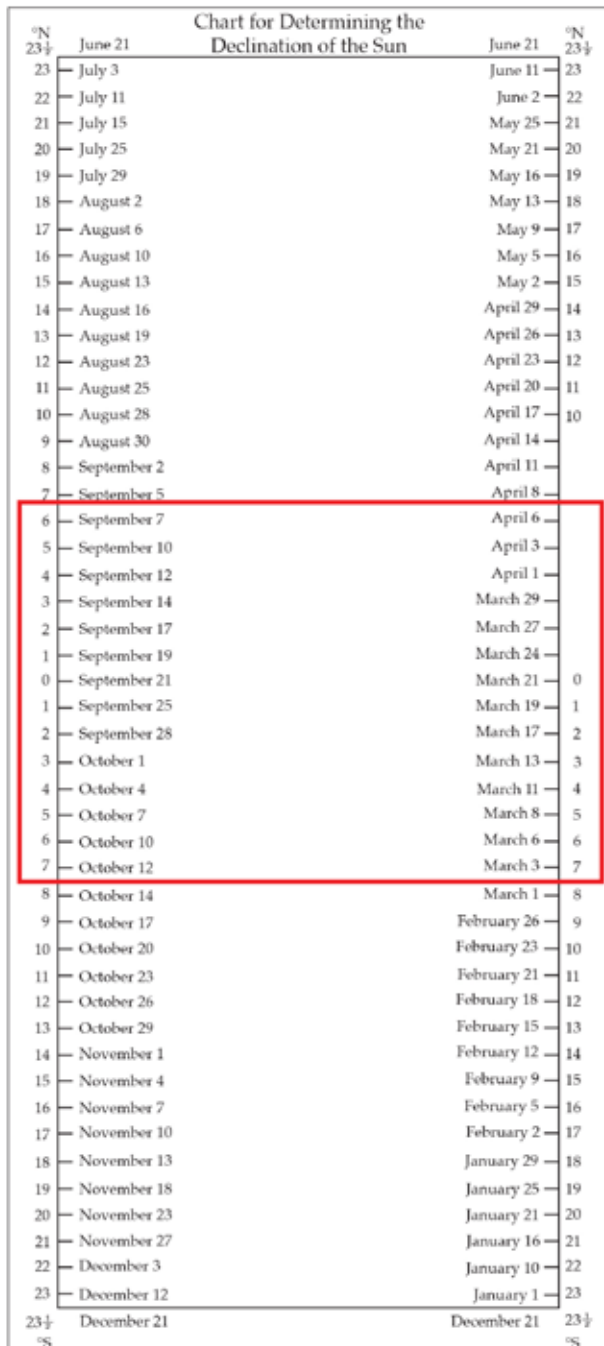 Chart for Determining the
Declination of the Sun
°N °N
23½ June 21 June 21 23½
23 July 3 June 11 23
22 July 11 June 2 22
21 July 15 May 25 21
20 July 25 May 21 20
19 July 29 May 16 19
18 August 2 May 13 18
17 August 6 May 9 17
16 August 10 May 5 16
15 August 13 May 2 15
14 August 16 April 29 14
13 August 19 April 26 13
12 August 23 April 23 12
11 August 25 April 20 11
10 August 28 April 17 10
9 August 30 April 14
8 September 2 April 11
7 September 5 April 8
6 September 7 April 6
5 September 10 April 3
4 September 12 April 1
3 September 14 March 29
2 September 17 March 27
1 September 19 March 24
0 September 21 March 21 0
1 September 25 March 19 1
2 September 28 March 17 2
3 October 1 March 13 3
4 October 4 March 11 4
5 October 7 March 8 5
6 October 10 March 6 6
7 October 12 March 3 7
8 October 14 March 1 8
9 October 17 February 26 9
10 October 20 February 23 10
11 October 23 February 21 11
12 October 26 February 18 12
13 October 29 February 15 13
14 November 1 February 12 14
15 November 4 February 9 15
16 November 7 February 5 16
17 November 10 February 2 17
18 November 13 January 29 18
19 November 18 January 25 19
20 November 23 January 21 20
21 November 27 January 16 21
22 December 3 January 10 22
23 December 12 January 1 23
23½ December 21 December 21 23½
°S °S